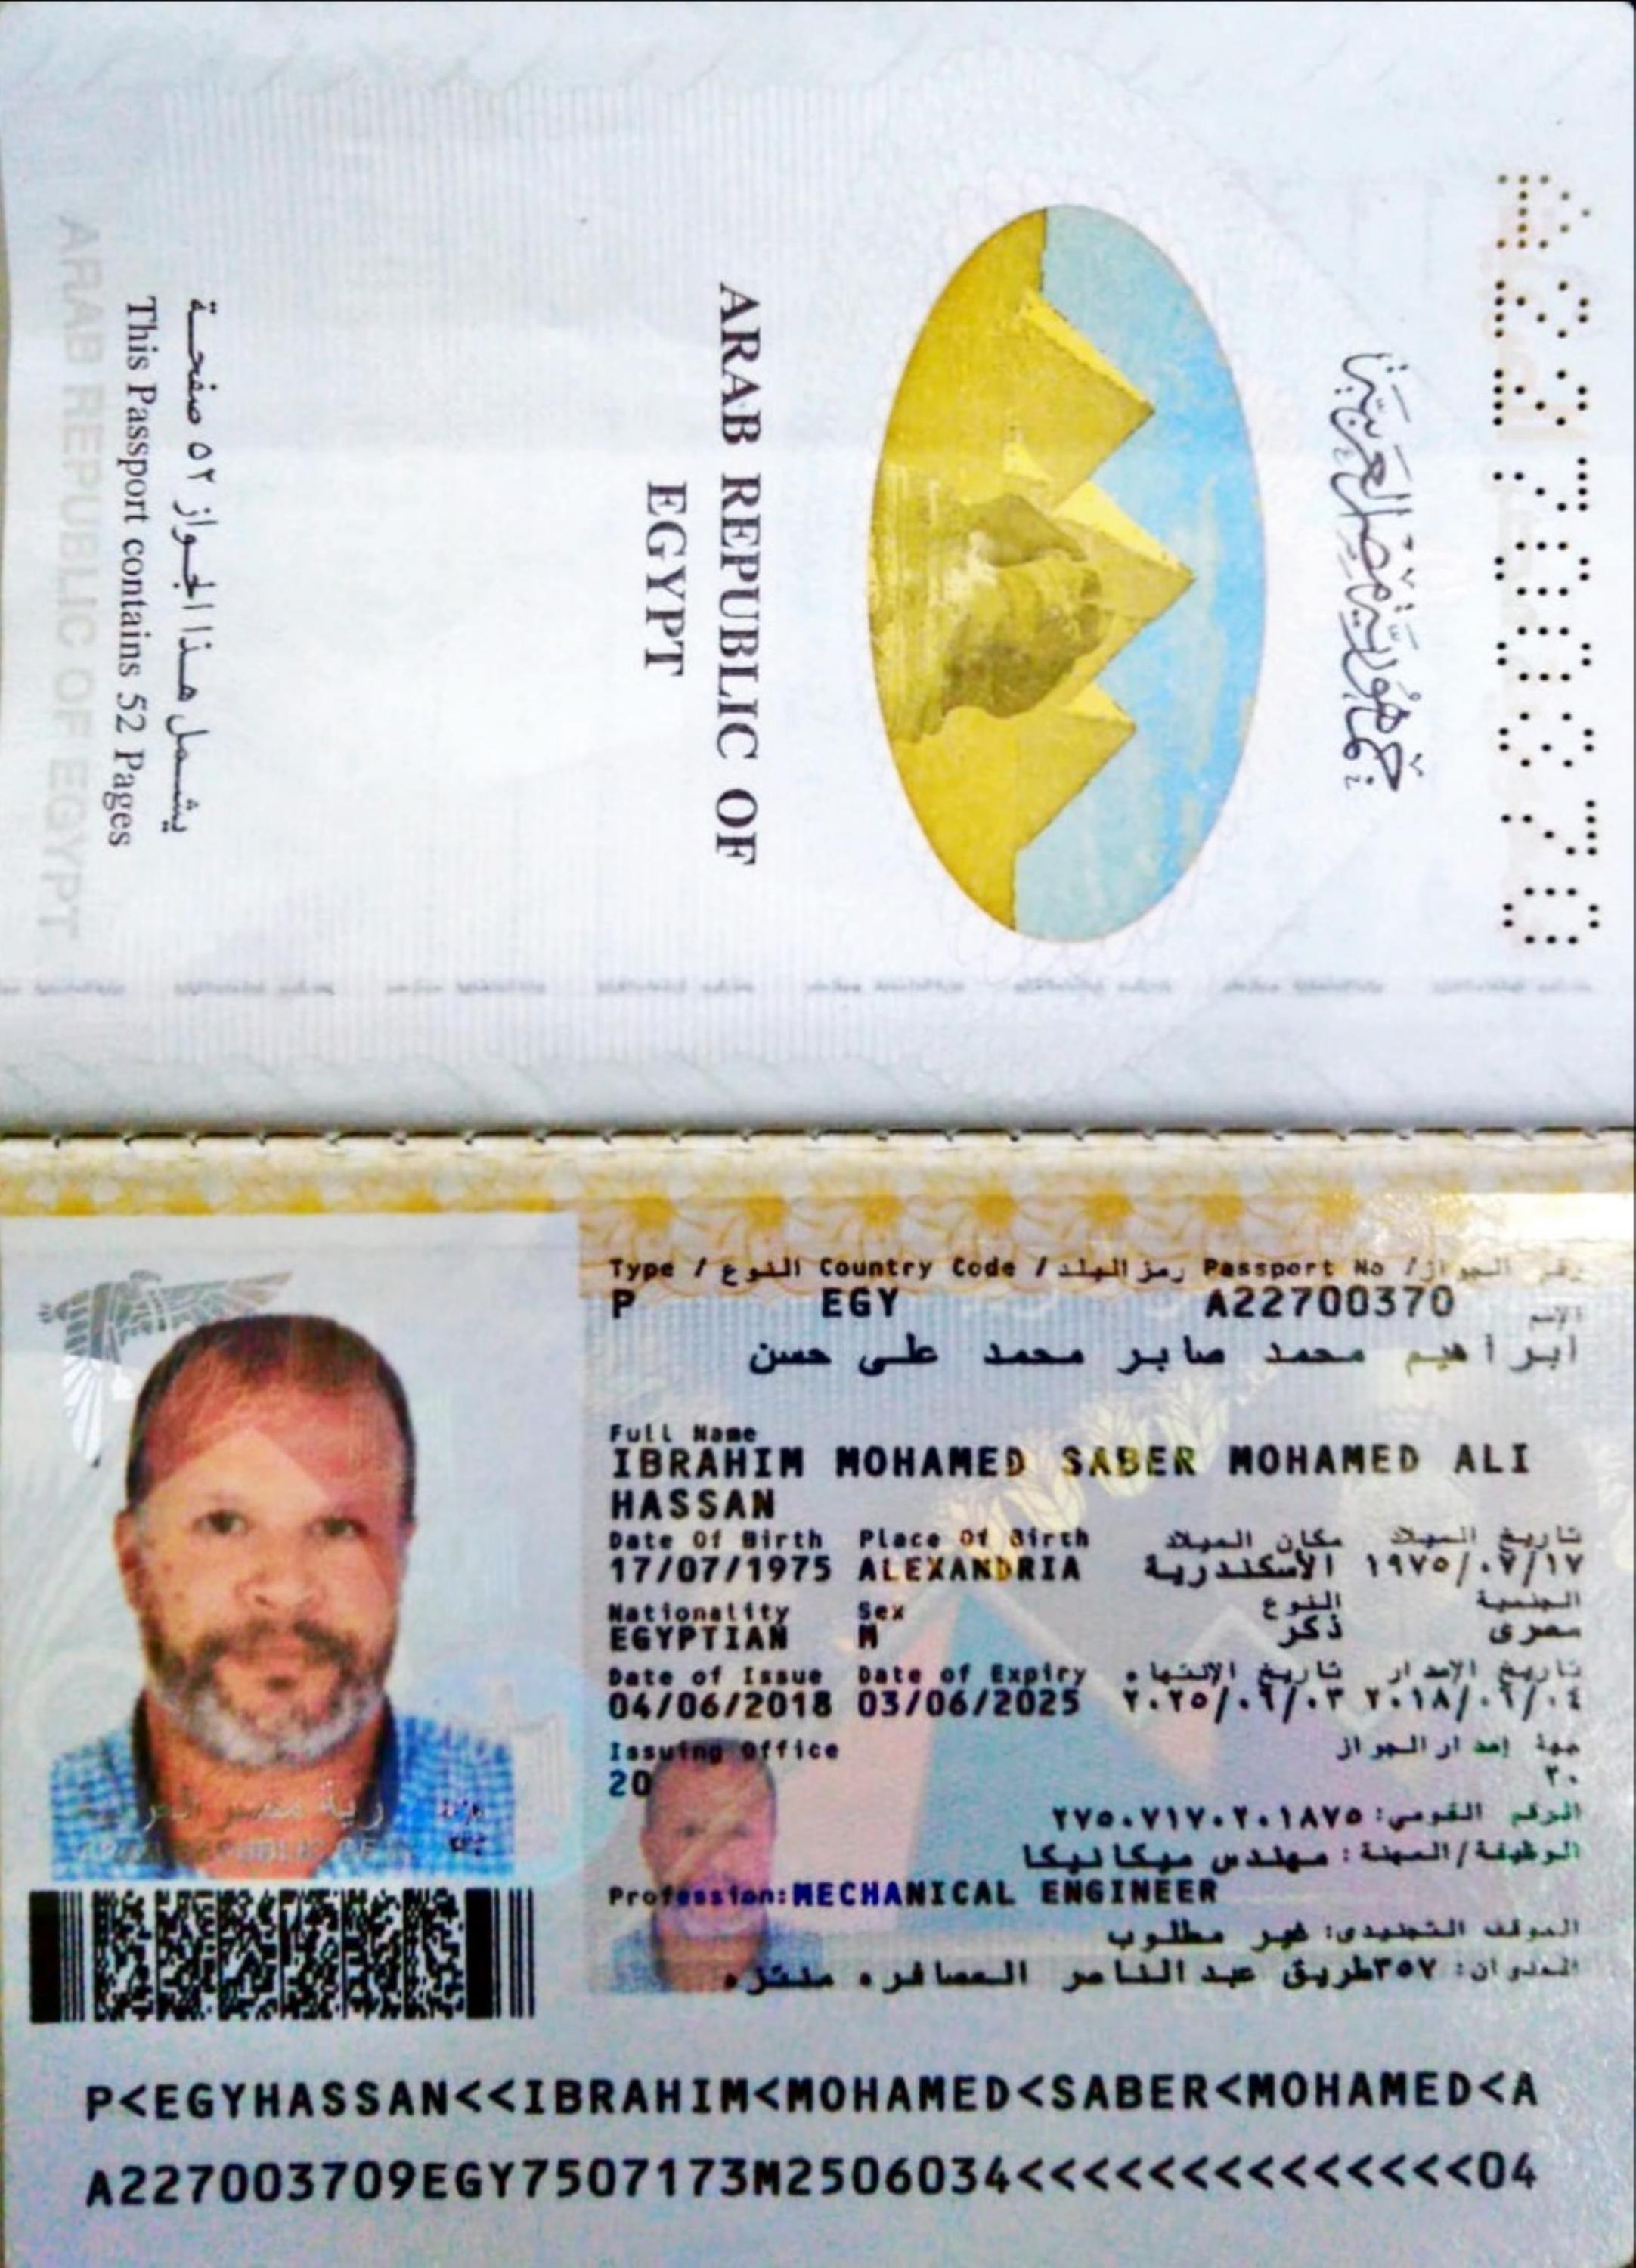 A22700370
جمهورية مصر العربية
ARAB REPUBLIC OF
EGYPT
يشمل هذا الجواز ٥٢ صفحة
This Passport contains 52 Pages
ARAB REPUBLIC OF EGYPT
Type / النوع Country Code / رمز البلد Passport No / رقم الجواز
P EGY A22700370
الإسم
ابراهيم محمد صابر محمد على حسن
Full Name
IBRAHIM MOHAMED SABER MOHAMED ALI
HASSAN
Date Of Birth Place Of Birth مكان الميلاد تاريخ الميلاد
17/07/1975 ALEXANDRIA الأسكندرية ١٩٧٥/٠٧/١٧
Nationality Sex النوع الجنسية
EGYPTIAN M ذكر مصرى
Date of Issue Date of Expiry تاريخ الإنتهاء تاريخ الإصدار
04/06/2018 03/06/2025 ٢٠٢٥/٠٦/٠٣ ٢٠١٨/٠٦/٠٤
Issuing Office جهة إصدار الجواز
20 ٢٠
الرقم القومي: ٢٧٥٠٧١٧٠٢٠١٨٧٥
الوظيفة/المهنة: مهندس ميكانيكا
Profession:MECHANICAL ENGINEER
الموقف التجنيدى: غير مطلوب
العنوان: ٣٥٧طريق عبد الناصر العصافره منتزه
P<EGYHASSAN<<IBRAHIM<MOHAMED<SABER<MOHAMED<A
A227003709EGY7507173M2506034<<<<<<<<<<<<<<04